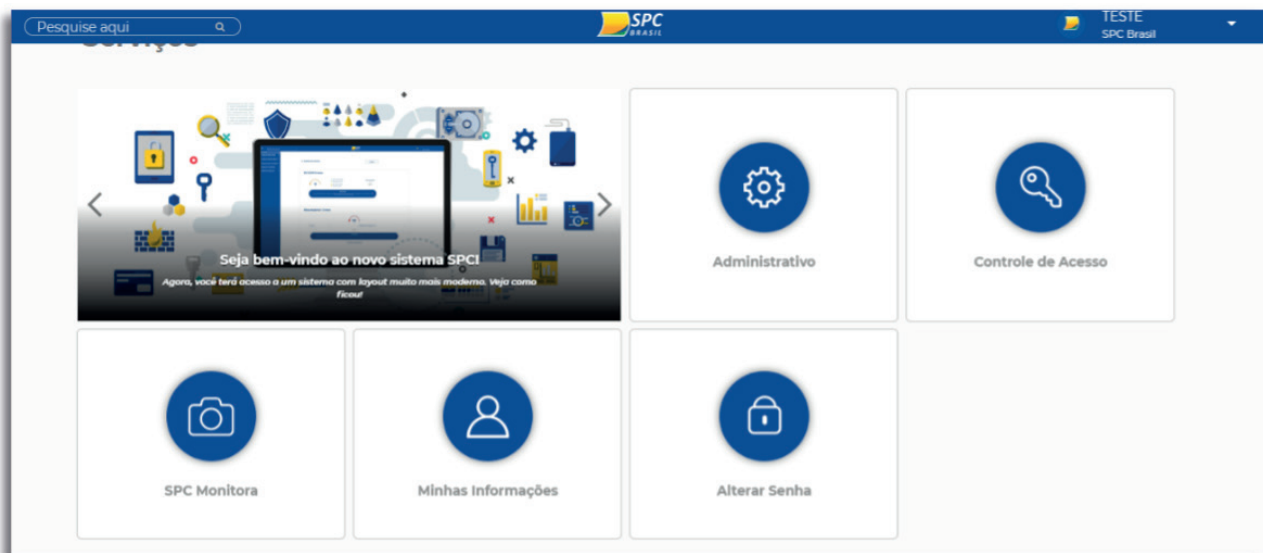 Pesquise aqui
SPC
BRASIL
TESTE
SPC Brasil
Serviços
Seja bem-vindo ao novo sistema SPC!
Agora, você terá acesso a um sistema com layout muito mais moderno. Veja como
ficou!
Administrativo
Controle de Acesso
SPC Monitora
Minhas Informações
Alterar Senha